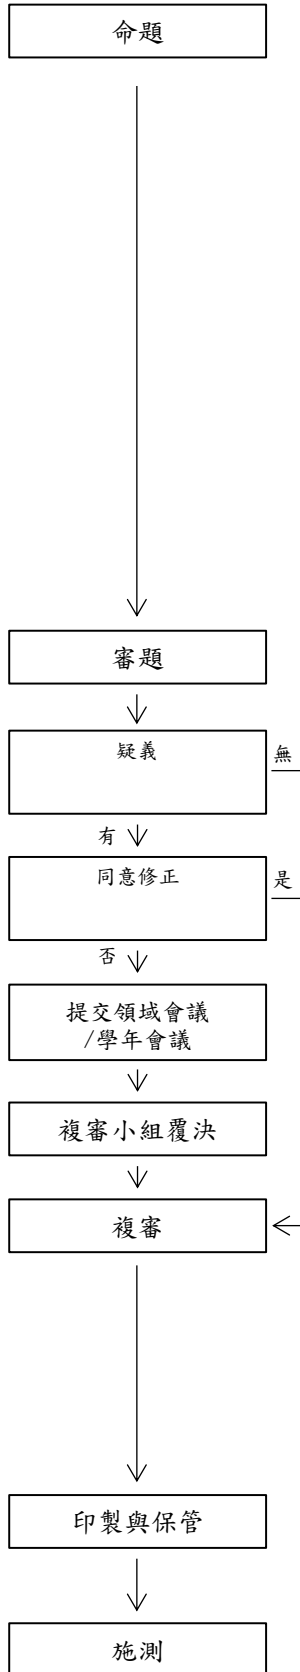 命題
審題
疑義
無
有
同意修正
是
否
提交領域會議
/學年會議
複審小組覆決
複審
印製與保管
施測